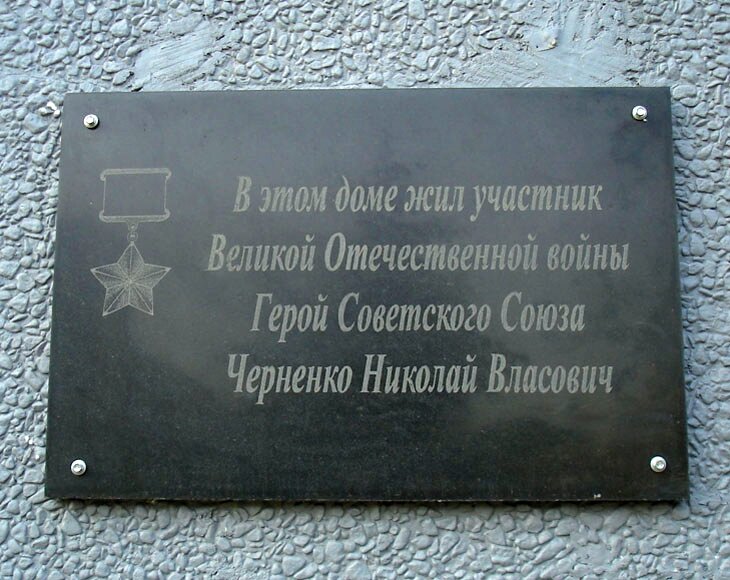 В этом доме жил участник
Великой Отечественной войны
Герой Советского Союза
Черненко Николай Власович